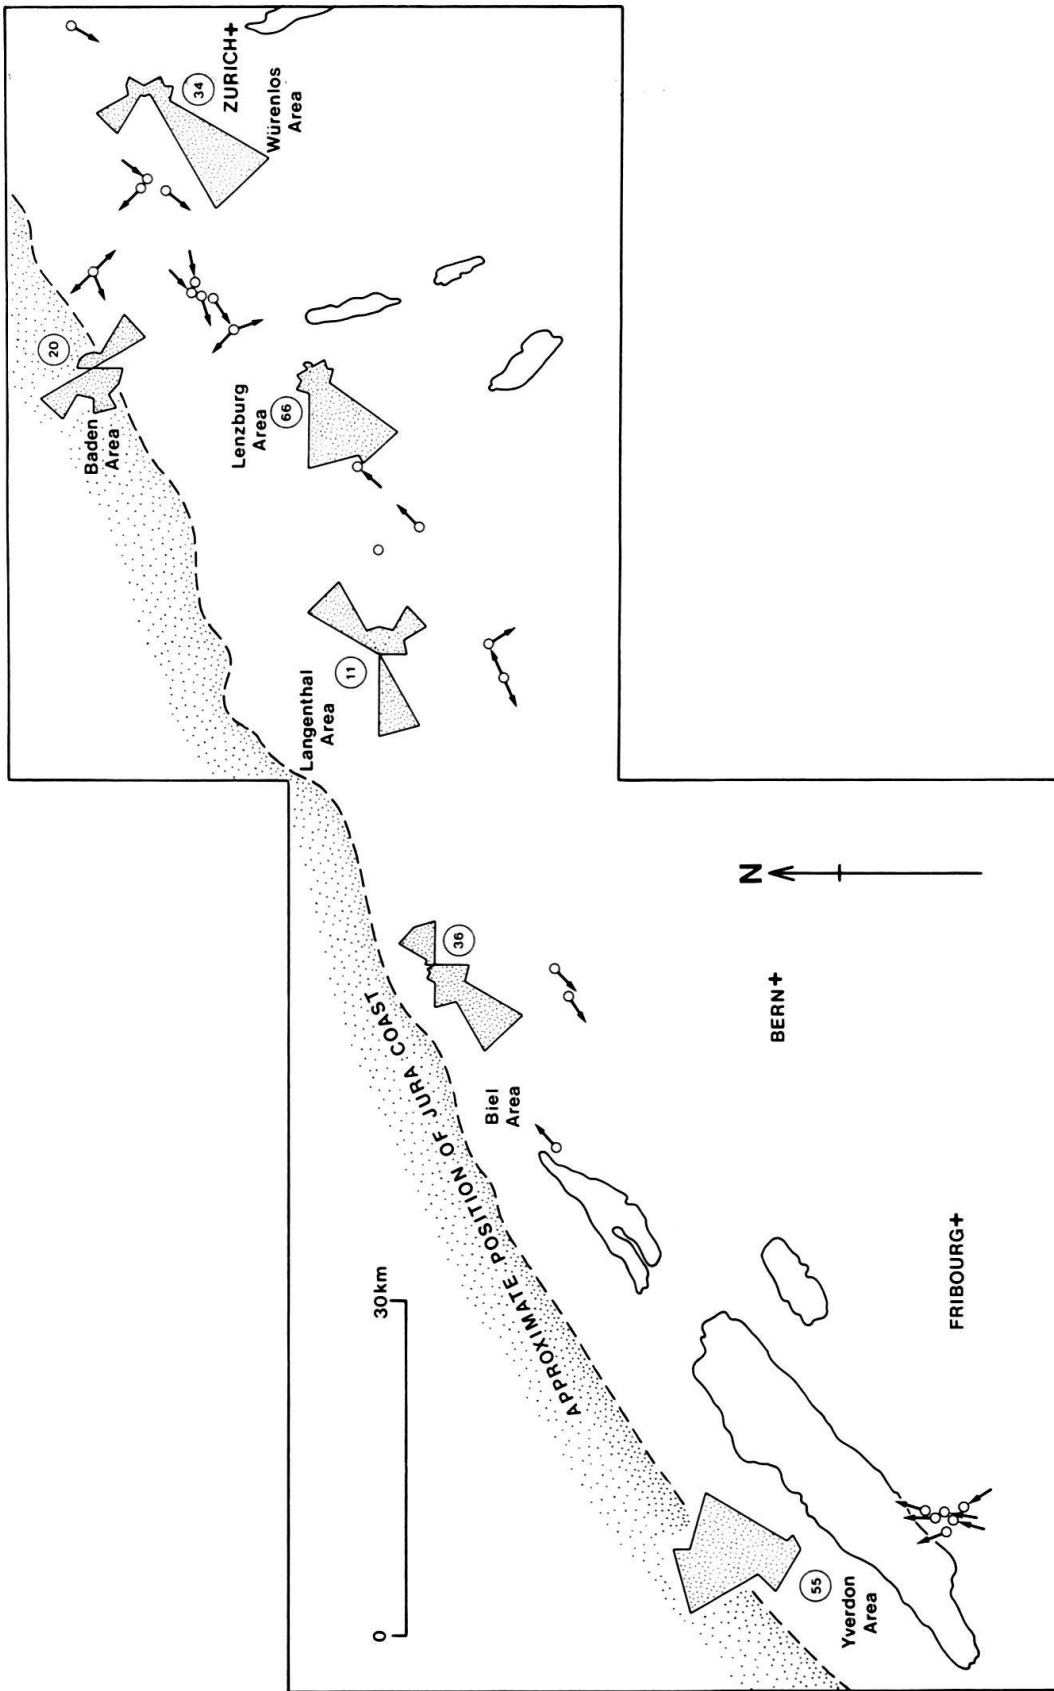 ZURICH+
34
Würenlos
Area
20
Baden
Area
Lenzburg
Area
66
Langenthal
Area
11
APPROXIMATE POSITION OF JURA COAST
36
Biel
Area
N
BERN+
FRIBOURG+
0
30km
55
Yverdon
Area